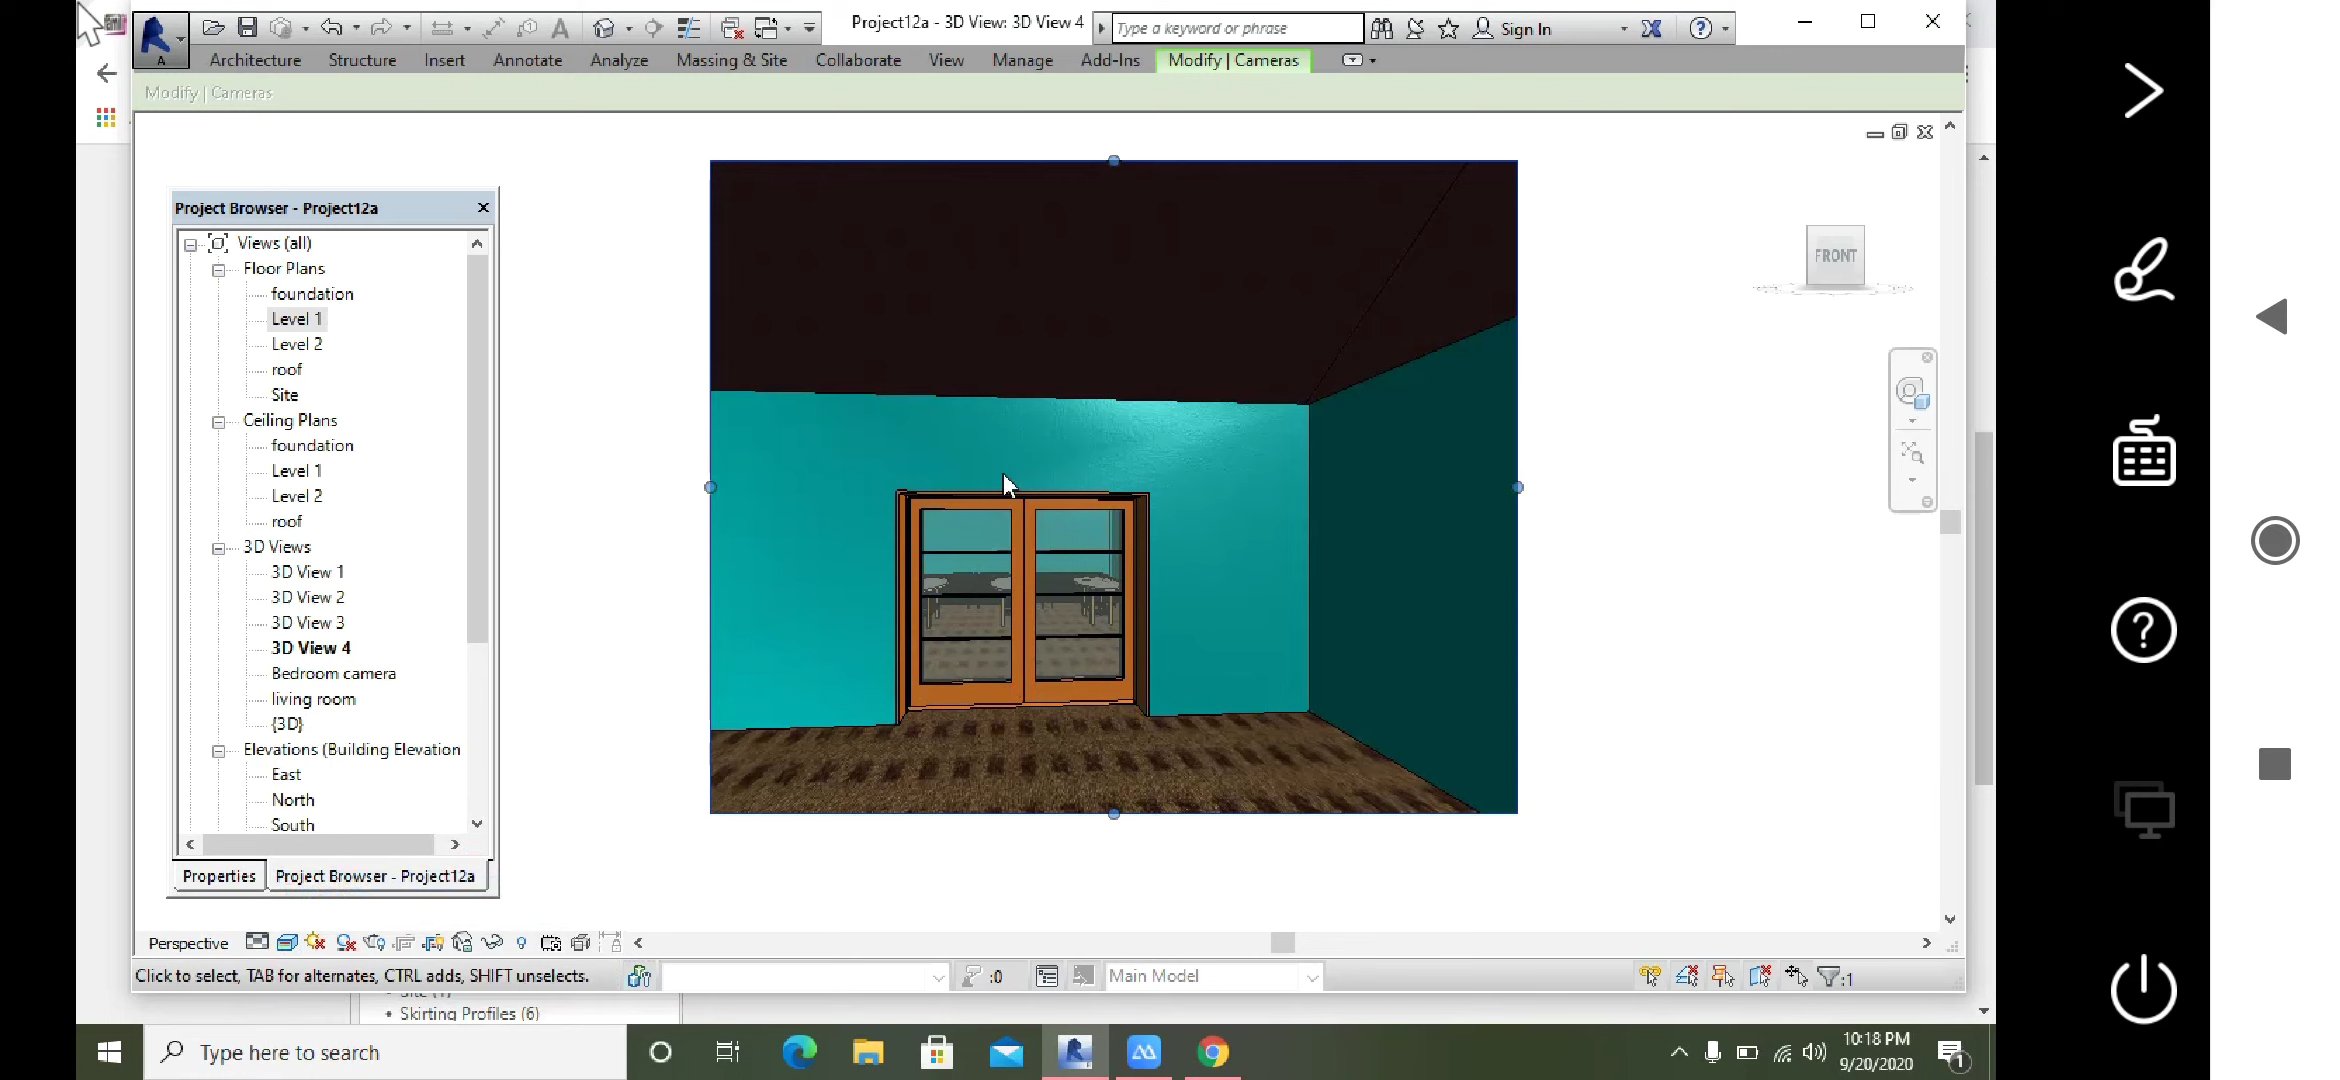 Project12a - 3D View: 3D View 4
Type a keyword or phrase
Sign In
A
Architecture
Structure
Insert
Annotate
Analyze
Massing & Site
Collaborate
View
Manage
Add-Ins
Modify | Cameras
Modify | Cameras
Project Browser - Project12a
Views (all)
Floor Plans
foundation
Level 1
Level 2
roof
Site
Ceiling Plans
foundation
Level 1
Level 2
roof
3D Views
3D View 1
3D View 2
3D View 3
3D View 4
Bedroom camera
living room
{3D}
Elevations (Building Elevation
East
North
South
Properties
Project Browser - Project12a
FRONT
Perspective
Click to select, TAB for alternates, CTRL adds, SHIFT unselects.
:0
Main Model
:1
Skirting Profiles (6)
Type here to search
10:18 PM
9/20/2020
1